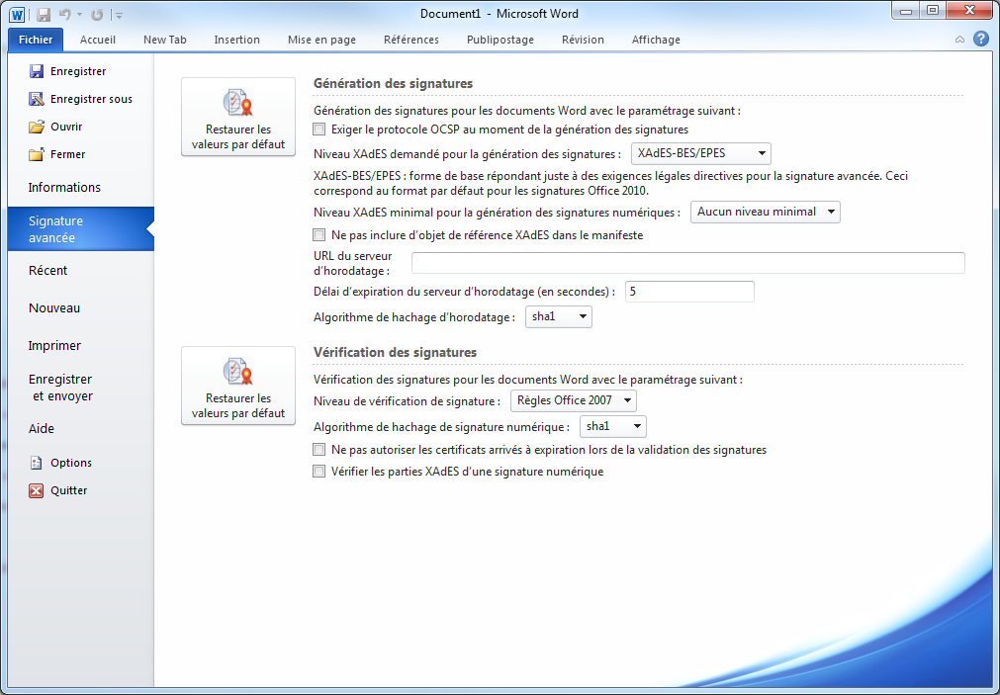 Document1 - Microsoft Word
Fichier Accueil New Tab Insertion Mise en page Références Publipostage Révision Affichage
Enregistrer
Enregistrer sous
Ouvrir
Fermer
Informations
Signature
avancée
Récent
Nouveau
Imprimer
Enregistrer
et envoyer
Aide
Options
Quitter
Restaurer les
valeurs par défaut
Génération des signatures
Génération des signatures pour les documents Word avec le paramétrage suivant :
Exiger le protocole OCSP au moment de la génération des signatures
Niveau XAdES demandé pour la génération des signatures : XAdES-BES/EPES
XAdES-BES/EPES : forme de base répondant juste à des exigences légales directives pour la signature avancée. Ceci
correspond au format par défaut pour les signatures Office 2010.
Niveau XAdES minimal pour la génération des signatures numériques : Aucun niveau minimal
Ne pas inclure d'objet de référence XAdES dans le manifeste
URL du serveur
d'horodatage :
Délai d'expiration du serveur d'horodatage (en secondes) : 5
Algorithme de hachage d'horodatage : sha1
Restaurer les
valeurs par défaut
Vérification des signatures
Vérification des signatures pour les documents Word avec le paramétrage suivant :
Niveau de vérification de signature : Règles Office 2007
Algorithme de hachage de signature numérique : sha1
Ne pas autoriser les certificats arrivés à expiration lors de la validation des signatures
Vérifier les parties XAdES d'une signature numérique